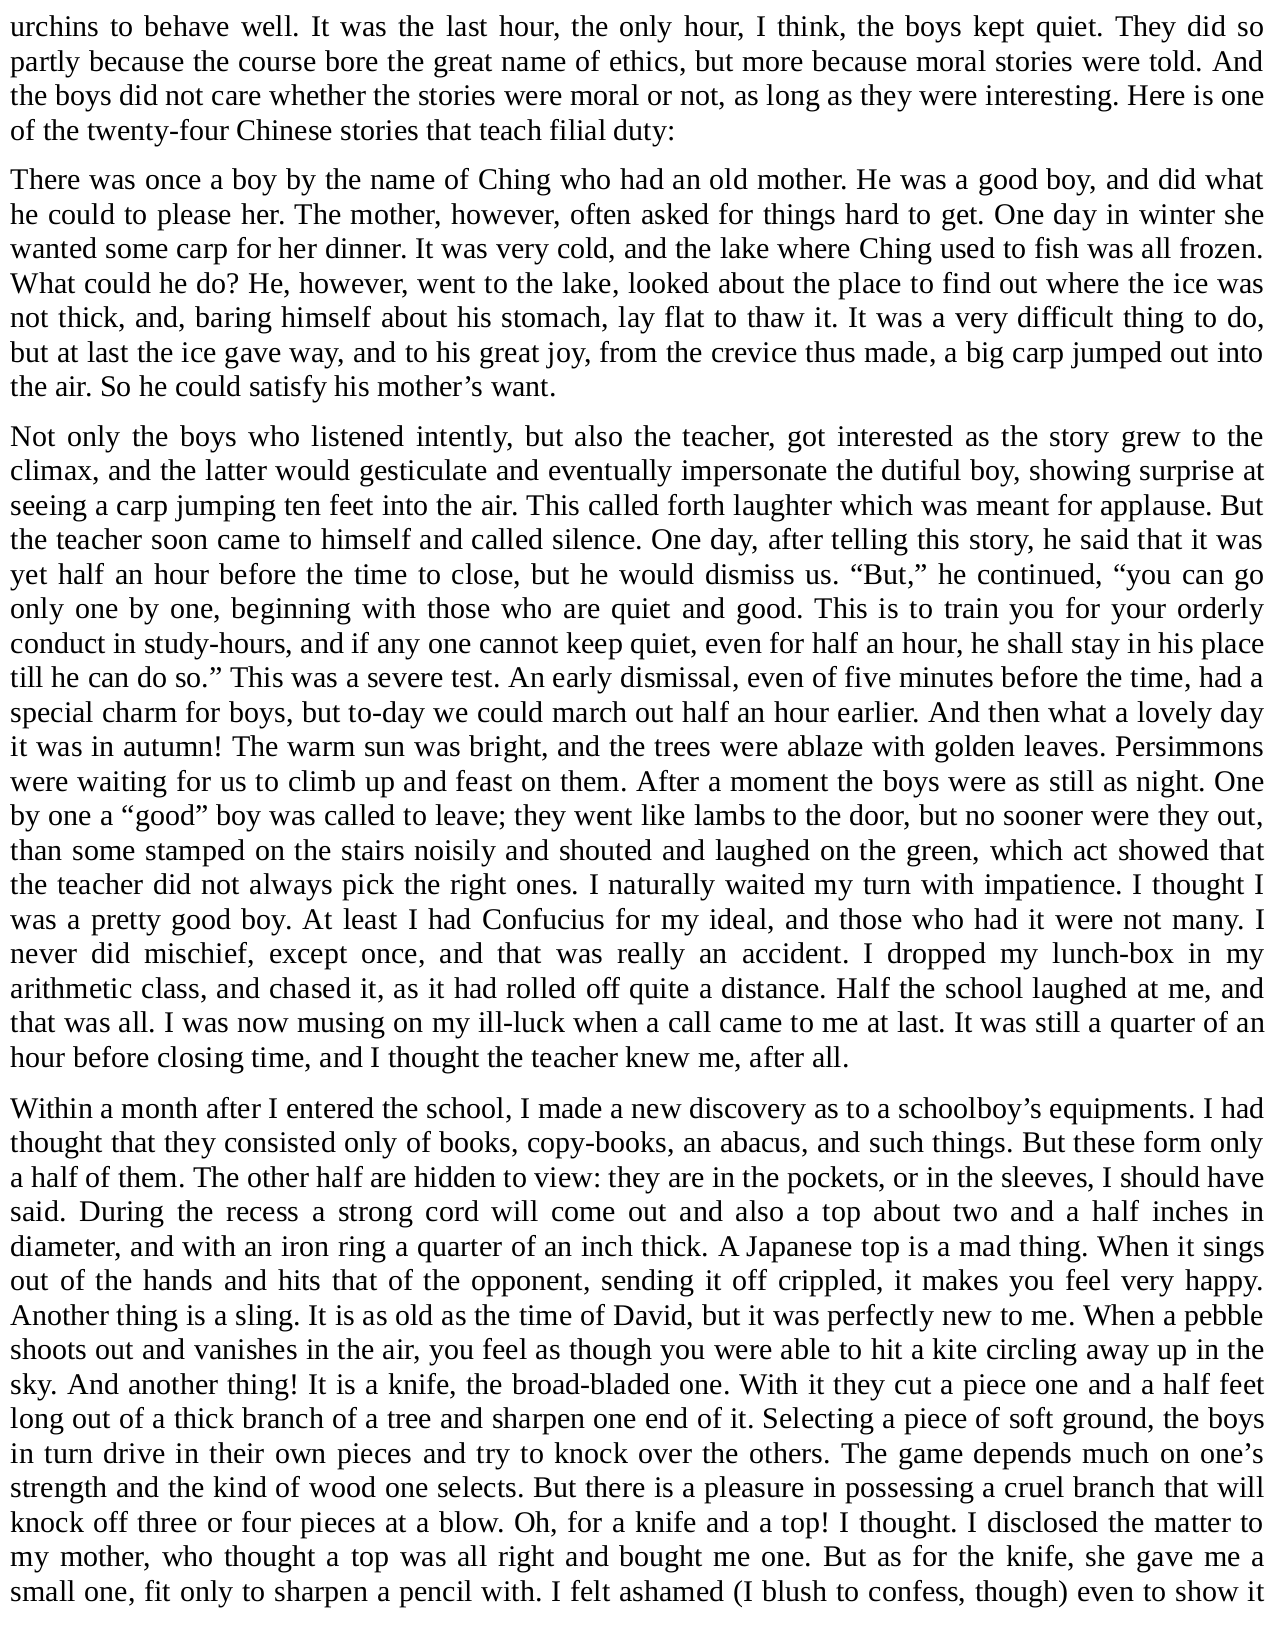 urchins to behave well. It was the last hour, the only hour, I think, the boys kept quiet. They did so
partly because the course bore the great name of ethics, but more because moral stories were told. And
the boys did not care whether the stories were moral or not, as long as they were interesting. Here is one
of the twenty-four Chinese stories that teach filial duty:
There was once a boy by the name of Ching who had an old mother. He was a good boy, and did what
he could to please her. The mother, however, often asked for things hard to get. One day in winter she
wanted some carp for her dinner. It was very cold, and the lake where Ching used to fish was all frozen.
What could he do? He, however, went to the lake, looked about the place to find out where the ice was
not thick, and, baring himself about his stomach, lay flat to thaw it. It was a very difficult thing to do,
but at last the ice gave way, and to his great joy, from the crevice thus made, a big carp jumped out into
the air. So he could satisfy his mother’s want.
Not only the boys who listened intently, but also the teacher, got interested as the story grew to the
climax, and the latter would gesticulate and eventually impersonate the dutiful boy, showing surprise at
seeing a carp jumping ten feet into the air. This called forth laughter which was meant for applause. But
the teacher soon came to himself and called silence. One day, after telling this story, he said that it was
yet half an hour before the time to close, but he would dismiss us. “But,” he continued, “you can go
only one by one, beginning with those who are quiet and good. This is to train you for your orderly
conduct in study-hours, and if any one cannot keep quiet, even for half an hour, he shall stay in his place
till he can do so.” This was a severe test. An early dismissal, even of five minutes before the time, had a
special charm for boys, but to-day we could march out half an hour earlier. And then what a lovely day
it was in autumn! The warm sun was bright, and the trees were ablaze with golden leaves. Persimmons
were waiting for us to climb up and feast on them. After a moment the boys were as still as night. One
by one a “good” boy was called to leave; they went like lambs to the door, but no sooner were they out,
than some stamped on the stairs noisily and shouted and laughed on the green, which act showed that
the teacher did not always pick the right ones. I naturally waited my turn with impatience. I thought I
was a pretty good boy. At least I had Confucius for my ideal, and those who had it were not many. I
never did mischief, except once, and that was really an accident. I dropped my lunch-box in my
arithmetic class, and chased it, as it had rolled off quite a distance. Half the school laughed at me, and
that was all. I was now musing on my ill-luck when a call came to me at last. It was still a quarter of an
hour before closing time, and I thought the teacher knew me, after all.
Within a month after I entered the school, I made a new discovery as to a schoolboy’s equipments. I had
thought that they consisted only of books, copy-books, an abacus, and such things. But these form only
a half of them. The other half are hidden to view: they are in the pockets, or in the sleeves, I should have
said. During the recess a strong cord will come out and also a top about two and a half inches in
diameter, and with an iron ring a quarter of an inch thick. A Japanese top is a mad thing. When it sings
out of the hands and hits that of the opponent, sending it off crippled, it makes you feel very happy.
Another thing is a sling. It is as old as the time of David, but it was perfectly new to me. When a pebble
shoots out and vanishes in the air, you feel as though you were able to hit a kite circling away up in the
sky. And another thing! It is a knife, the broad-bladed one. With it they cut a piece one and a half feet
long out of a thick branch of a tree and sharpen one end of it. Selecting a piece of soft ground, the boys
in turn drive in their own pieces and try to knock over the others. The game depends much on one’s
strength and the kind of wood one selects. But there is a pleasure in possessing a cruel branch that will
knock off three or four pieces at a blow. Oh, for a knife and a top! I thought. I disclosed the matter to
my mother, who thought a top was all right and bought me one. But as for the knife, she gave me a
small one, fit only to sharpen a pencil with. I felt ashamed (I blush to confess, though) even to show it